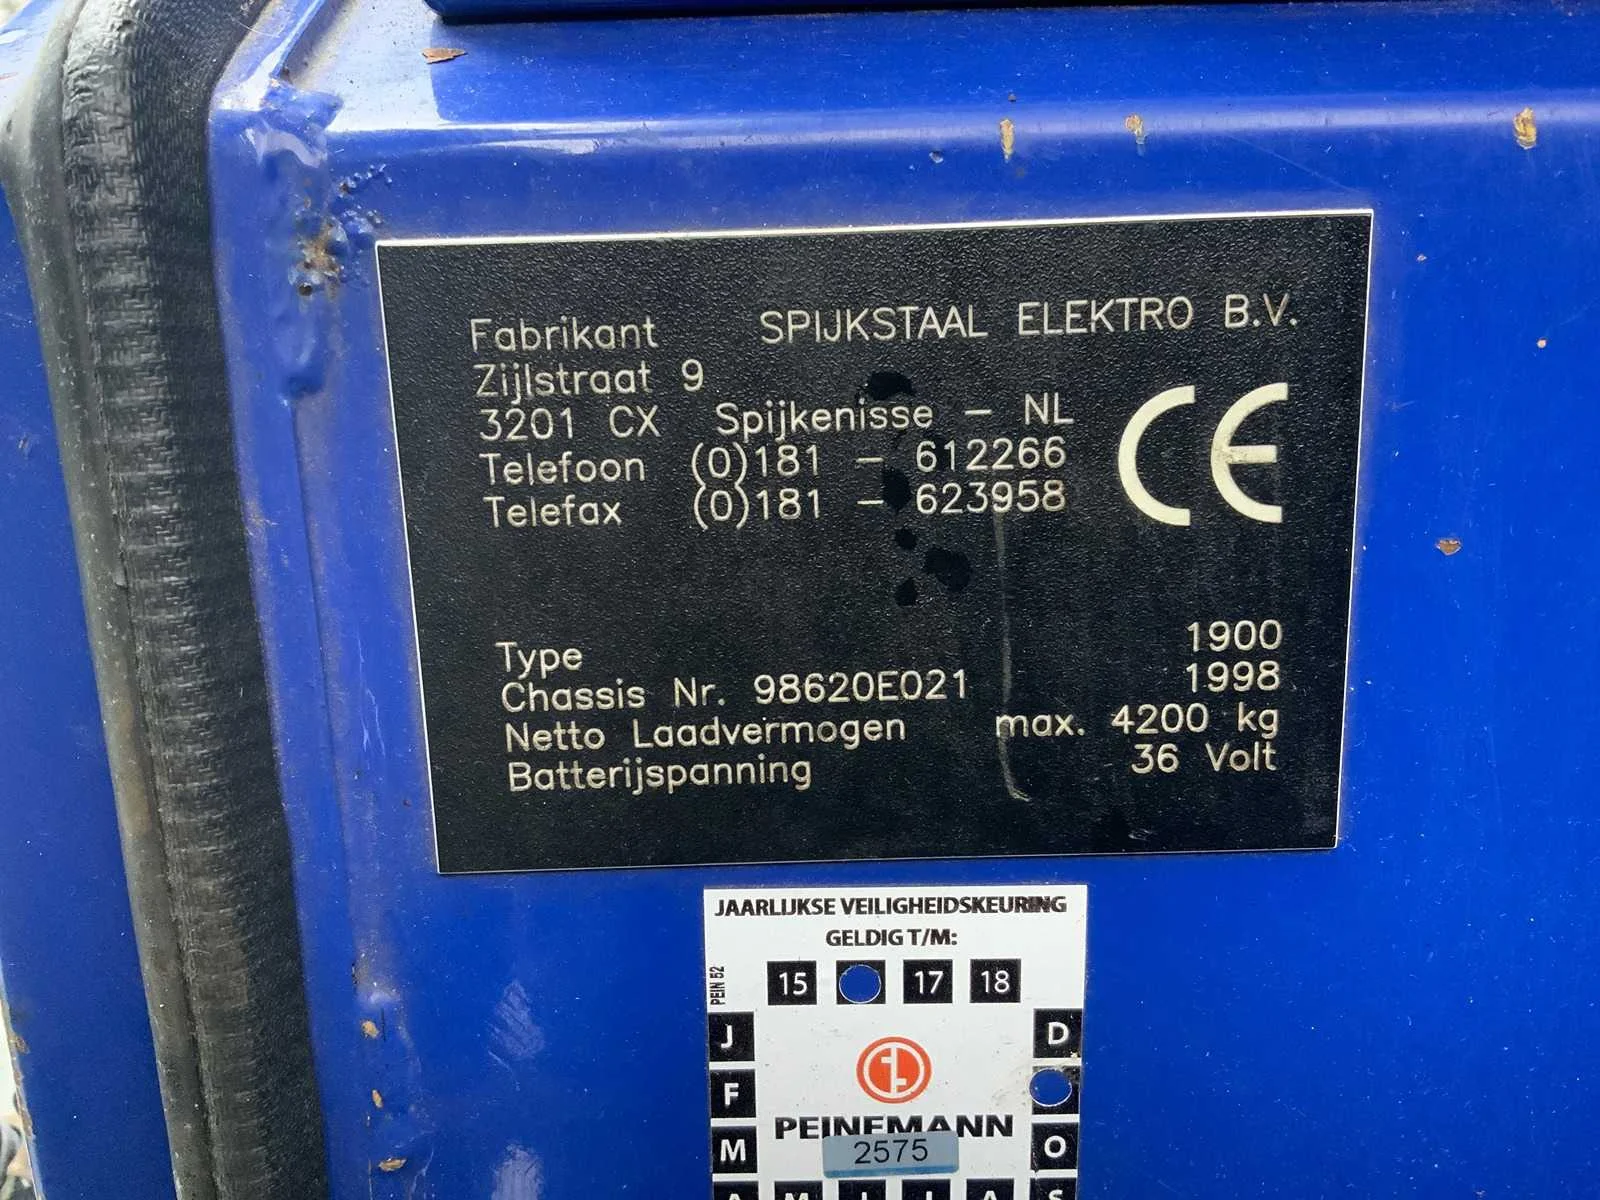 Fabrikant SPIJKSTAAL ELEKTRO B.V.
Zijlstraat 9
3201 CX Spijkenisse - NL
Telefoon (0)181 - 612266
Telefax (0)181 - 623958
CE
Type 1900
Chassis Nr. 98620E021 1998
Netto Laadvermogen max. 4200 kg
Batterijspanning 36 Volt
JAARLIJKSE VEILIGHEIDSKEURING
GELDIG T/M:
PEIN 52
15 17 18
J D
F
PEINEMANN
M 2575 O
A M J J A S